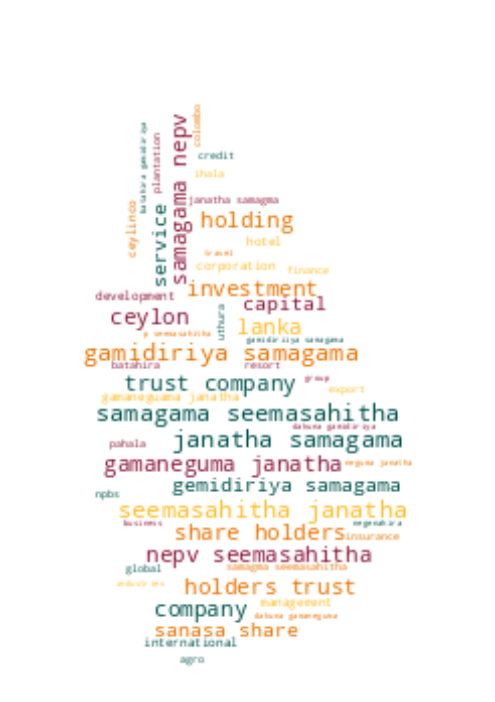 colombo
samagama nepv
batahira gamidiriya
plantation
credit
ihala
janatha samagma
ceylinco
service
holding
hotel
travel
corporation
finance
investment
development
capital
ceylon
uthura
lanka
p seemasahitha
gamidiriya samagama
gamidiriya samagama
batahira
resort
trust company
group
export
gamaneguama janatha
samagama seemasahitha
dakuna gamidiriya
pahala
janatha samagama
gamaneguma janatha
neguma janatha
gemidiriya samagama
npbs
seemasahitha janatha
business
negenahira
share holders
insurance
nepv seemasahitha
global
samagma seemasahitha
industries
holders trust
company
management
dakuna gamaneguma
sanasa share
international
agro